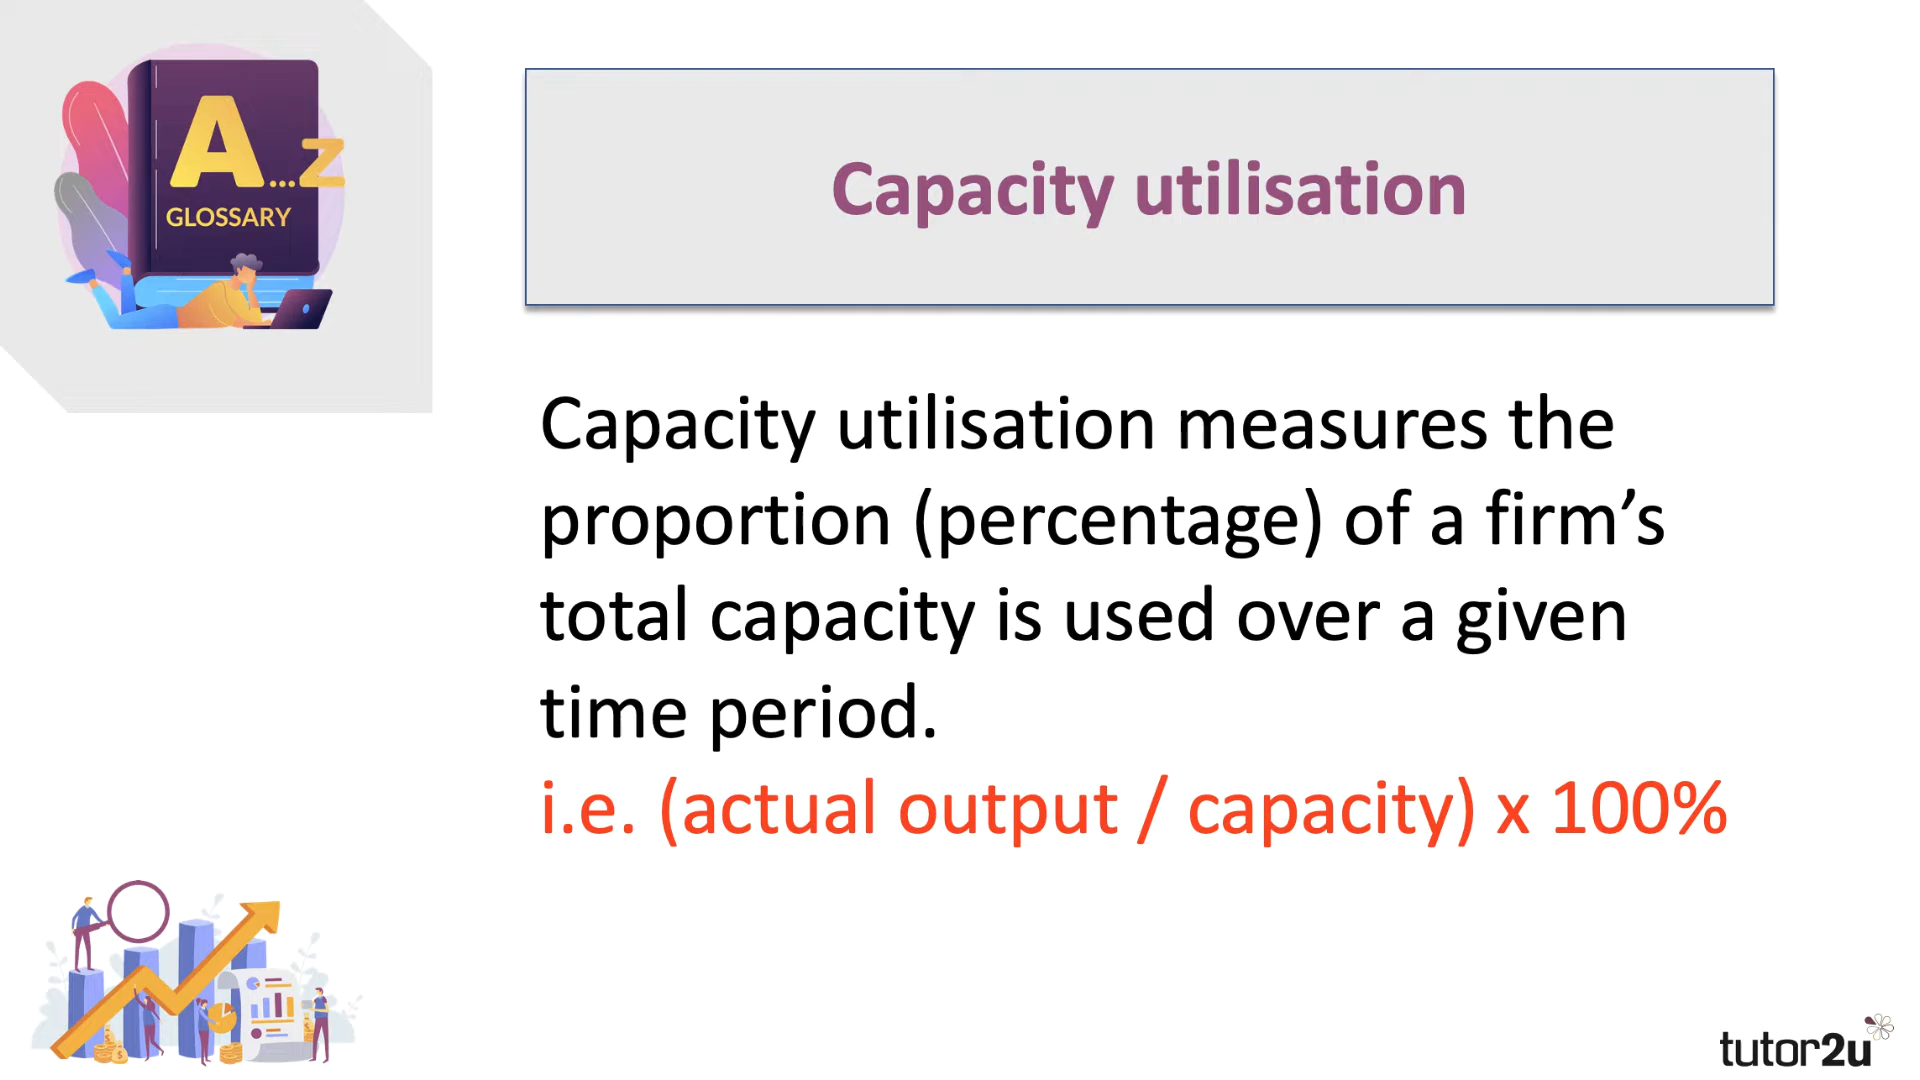 A...Z
GLOSSARY
Capacity utilisation
Capacity utilisation measures the
proportion (percentage) of a firm’s
total capacity is used over a given
time period.
i.e. (actual output / capacity) x 100%
$
$
tutor2u